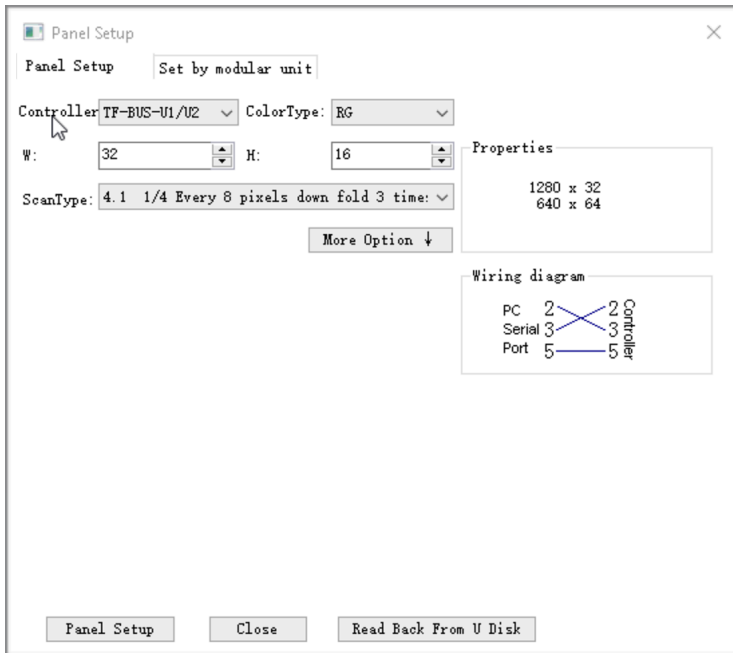 Panel Setup
Panel Setup Set by modular unit
Controller TF-BUS-U1/U2 ColorType: RG
W: 32 H: 16
ScanType: 4.1 1/4 Every 8 pixels down fold 3 time:
More Option ↓
Properties
1280 x 32
640 x 64
Wiring diagram
PC 2 2 Controller
Serial 3 3
Port 5 5
Panel Setup Close Read Back From U Disk